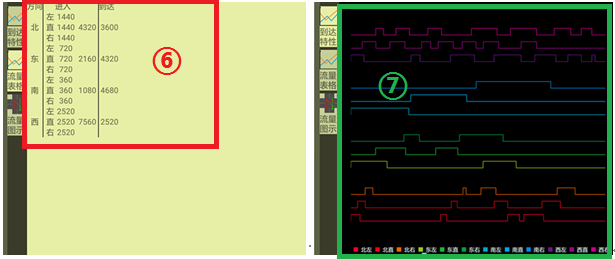 方向 进入 到达
左 1440
北 直 1440 4320 3600
右 1440
左 720
东 直 720 2160 4320
右 720
左 360
南 直 360 1080 4680
右 360
左 2520
西 直 2520 7560 2520
右 2520
⑥
到达
特性
流量
表格
流量
图示
到达
特性
流量
表格
流量
图示
⑦
北左 北直 北右 东左 东直 东右 南左 南直 南右 西左 西直 西右